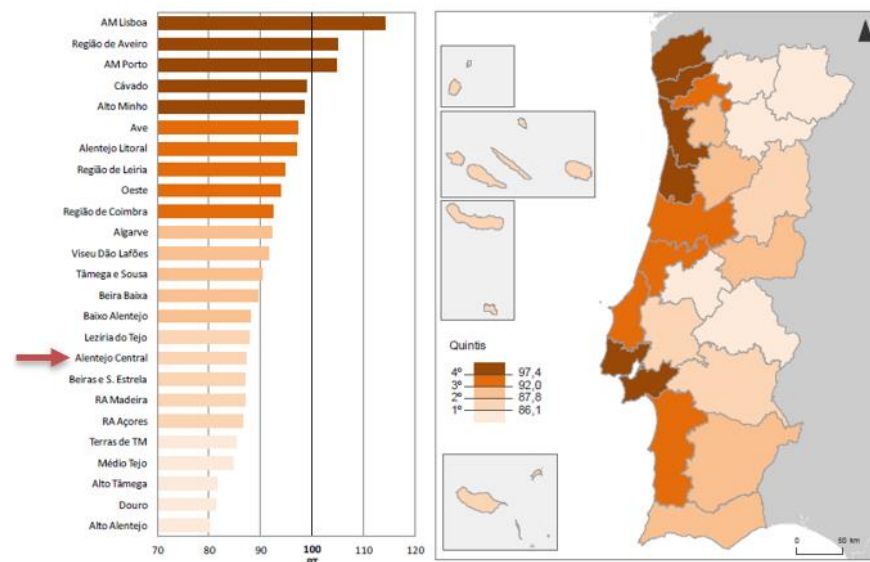 AM Lisboa
Região de Aveiro
AM Porto
Cávado
Alto Minho
Ave
Alentejo Litoral
Região de Leiria
Oeste
Região de Coimbra
Algarve
Viseu Dão Lafões
Tâmega e Sousa
Beira Baixa
Baixo Alentejo
Lezíria do Tejo
Alentejo Central
Beiras e S. Estrela
RA Madeira
RA Açores
Terras de TM
Médio Tejo
Alto Tâmega
Douro
Alto Alentejo
70 80 90 100 110 120
PT
Quintis
4º 97,4
3º 92,0
2º 87,8
1º 86,1
0 50 km